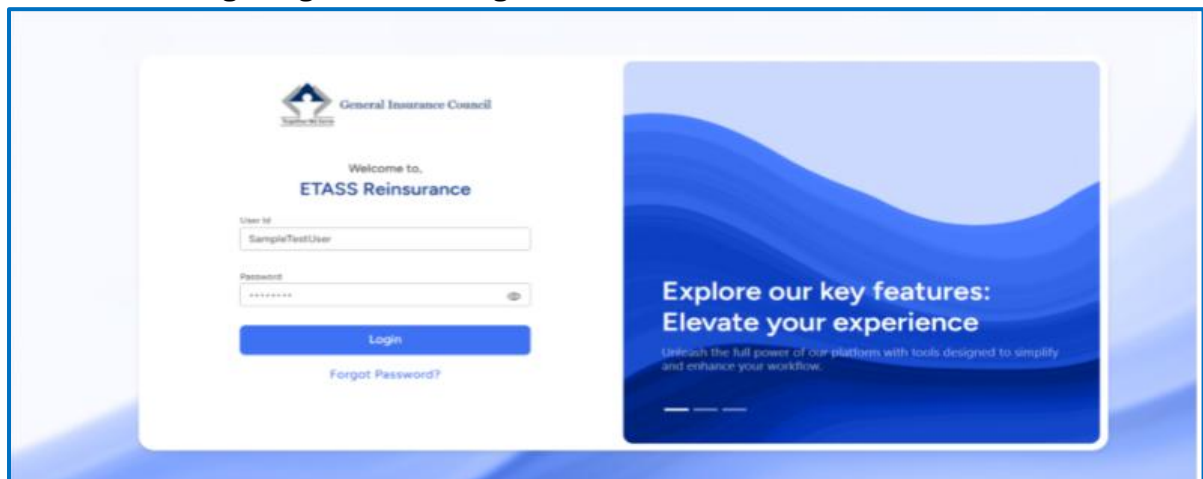 General Insurance Council
Welcome to,
ETASS Reinsurance
User Id
SampleTestUser
Password
********
Login
Forgot Password?
Explore our key features:
Elevate your experience
Unleash the full power of our platform with tools designed to simplify
and enhance your workflow.